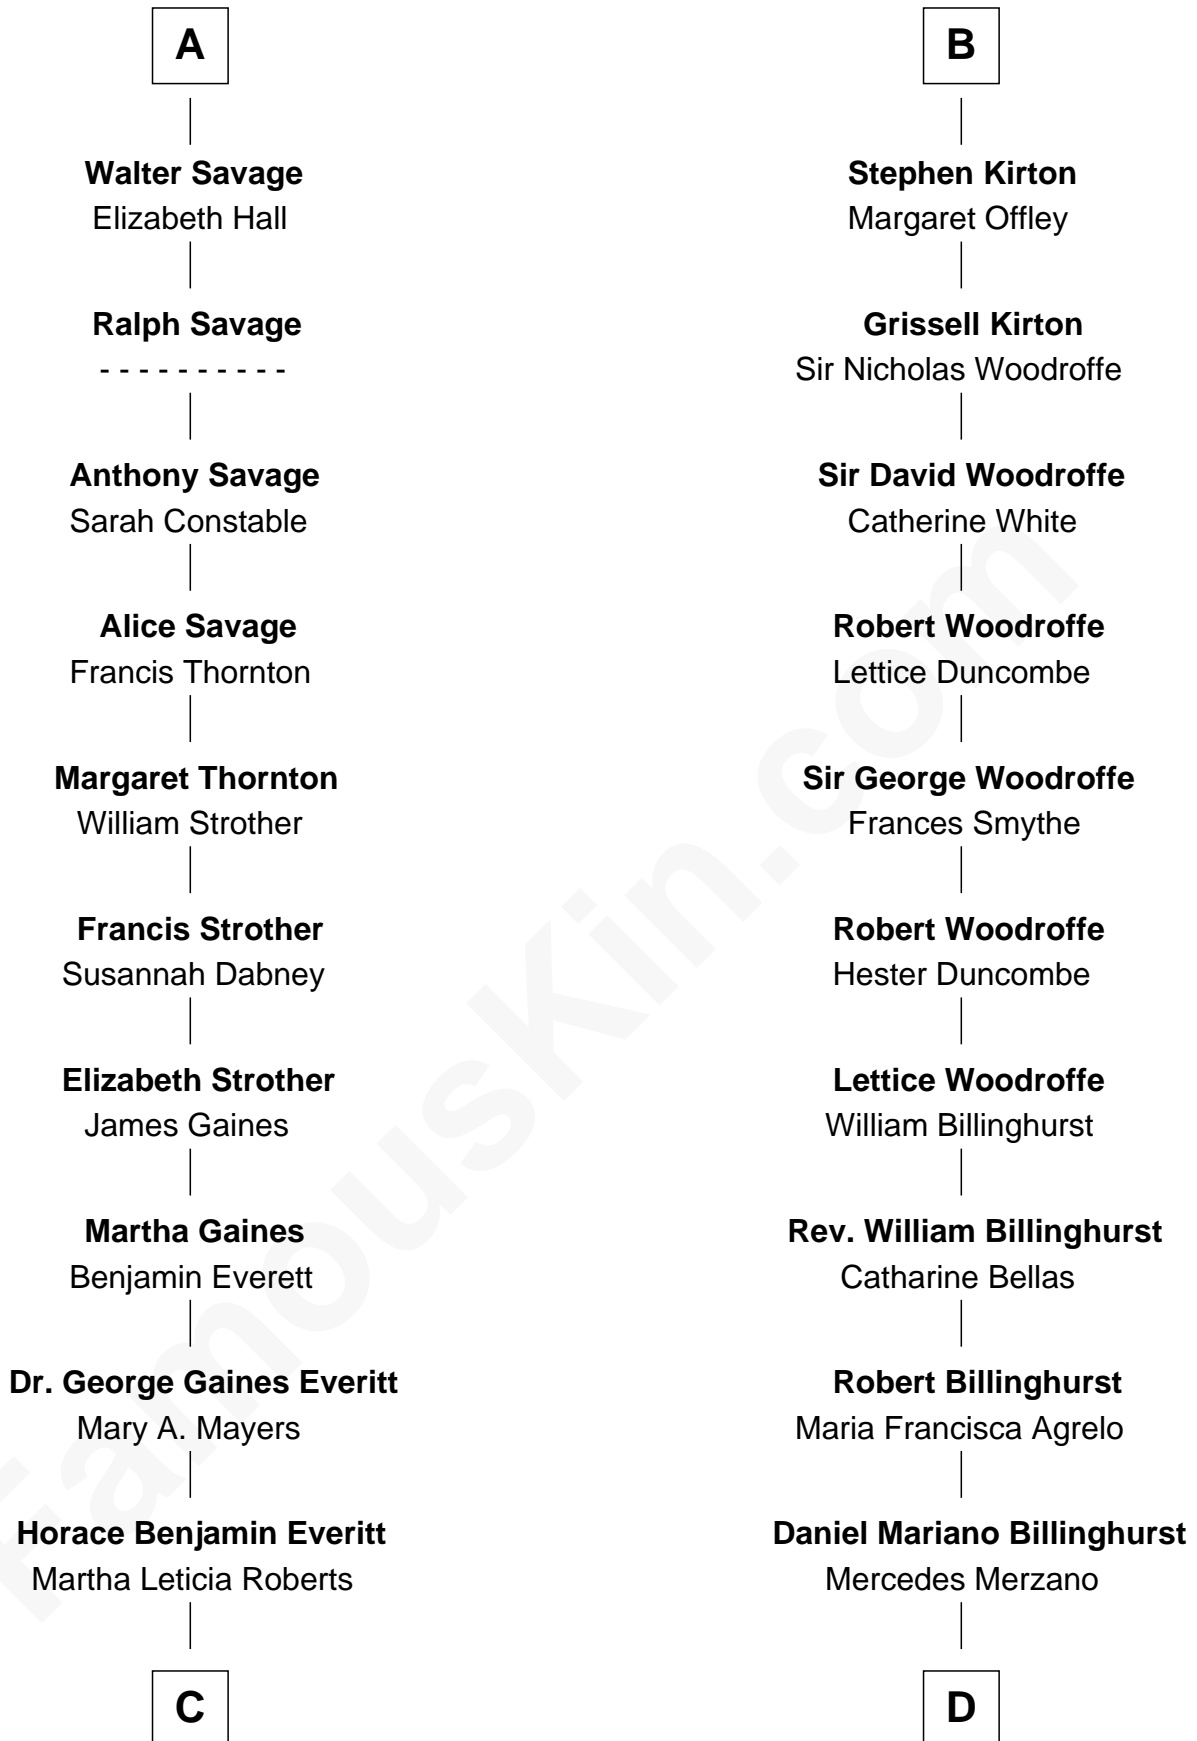 A
Walter Savage
Elizabeth Hall
Ralph Savage
- - - - - - - - - -
Anthony Savage
Sarah Constable
Alice Savage
Francis Thornton
Margaret Thornton
William Strother
Francis Strother
Susannah Dabney
Elizabeth Strother
James Gaines
Martha Gaines
Benjamin Everett
Dr. George Gaines Everitt
Mary A. Mayers
Horace Benjamin Everitt
Martha Leticia Roberts
C
B
Stephen Kirton
Margaret Offley
Grissell Kirton
Sir Nicholas Woodroffe
Sir David Woodroffe
Catherine White
Robert Woodroffe
Lettice Duncombe
Sir George Woodroffe
Frances Smythe
Robert Woodroffe
Hester Duncombe
Lettice Woodroffe
William Billinghurst
Rev. William Billinghurst
Catharine Bellas
Robert Billinghurst
Maria Francisca Agrelo
Daniel Mariano Billinghurst
Mercedes Merzano
D
FamousKin.com